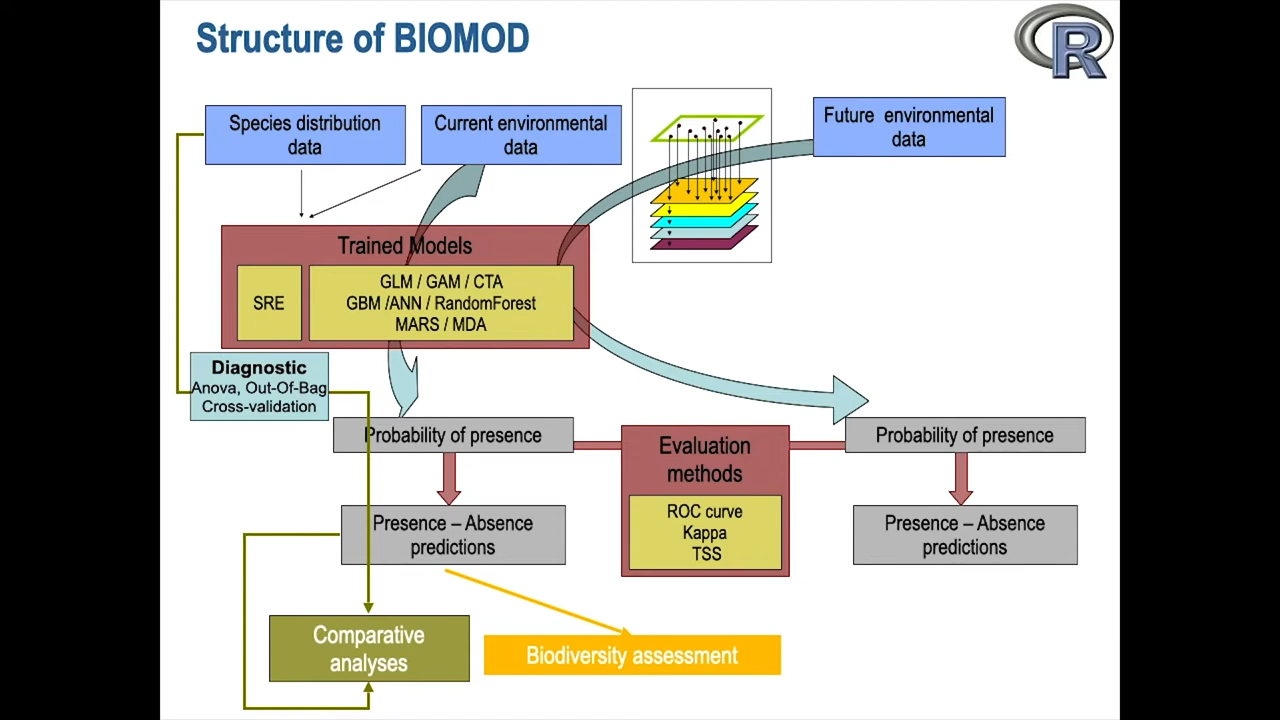 Structure of BIOMOD
R
Species distribution
data
Current environmental
data
Future environmental
data
Trained Models
SRE
GLM / GAM / CTA
GBM /ANN / RandomForest
MARS / MDA
Diagnostic
Anova, Out-Of-Bag
Cross-validation
Probability of presence
Evaluation
methods
ROC curve
Kappa
TSS
Probability of presence
Presence – Absence
predictions
Presence – Absence
predictions
Comparative
analyses
Biodiversity assessment